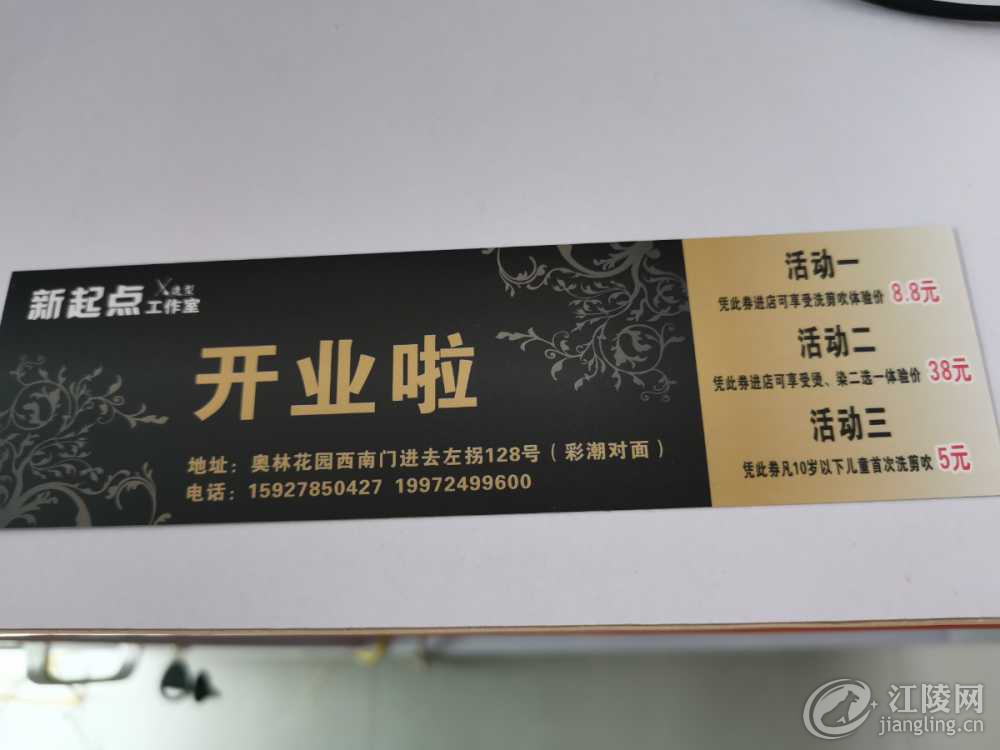 新起点造型
工作室
开业啦
地址：奥林花园西南门进去左拐128号（彩潮对面）
电话：15927850427 19972499600
活动一
凭此券进店可享受洗剪吹体验价 8.8元
活动二
凭此券进店可享受烫、染二选一体验价 38元
活动三
凭此券凡10岁以下儿童首次洗剪吹 5元
江陵网
jiangling.cn